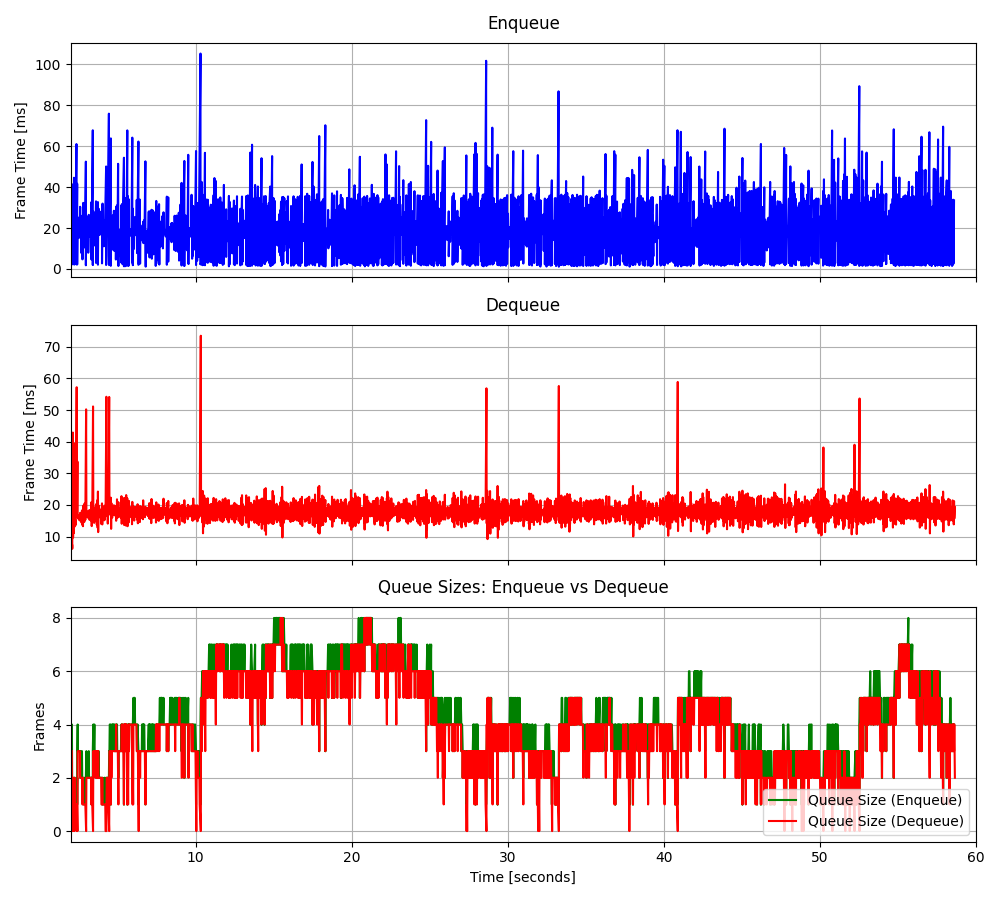 Enqueue
Frame Time [ms]
100
80
60
40
20
0
Dequeue
Frame Time [ms]
70
60
50
40
30
20
10
Queue Sizes: Enqueue vs Dequeue
Frames
8
6
4
2
0
Queue Size (Enqueue)
Queue Size (Dequeue)
10 20 30 40 50 60
Time [seconds]